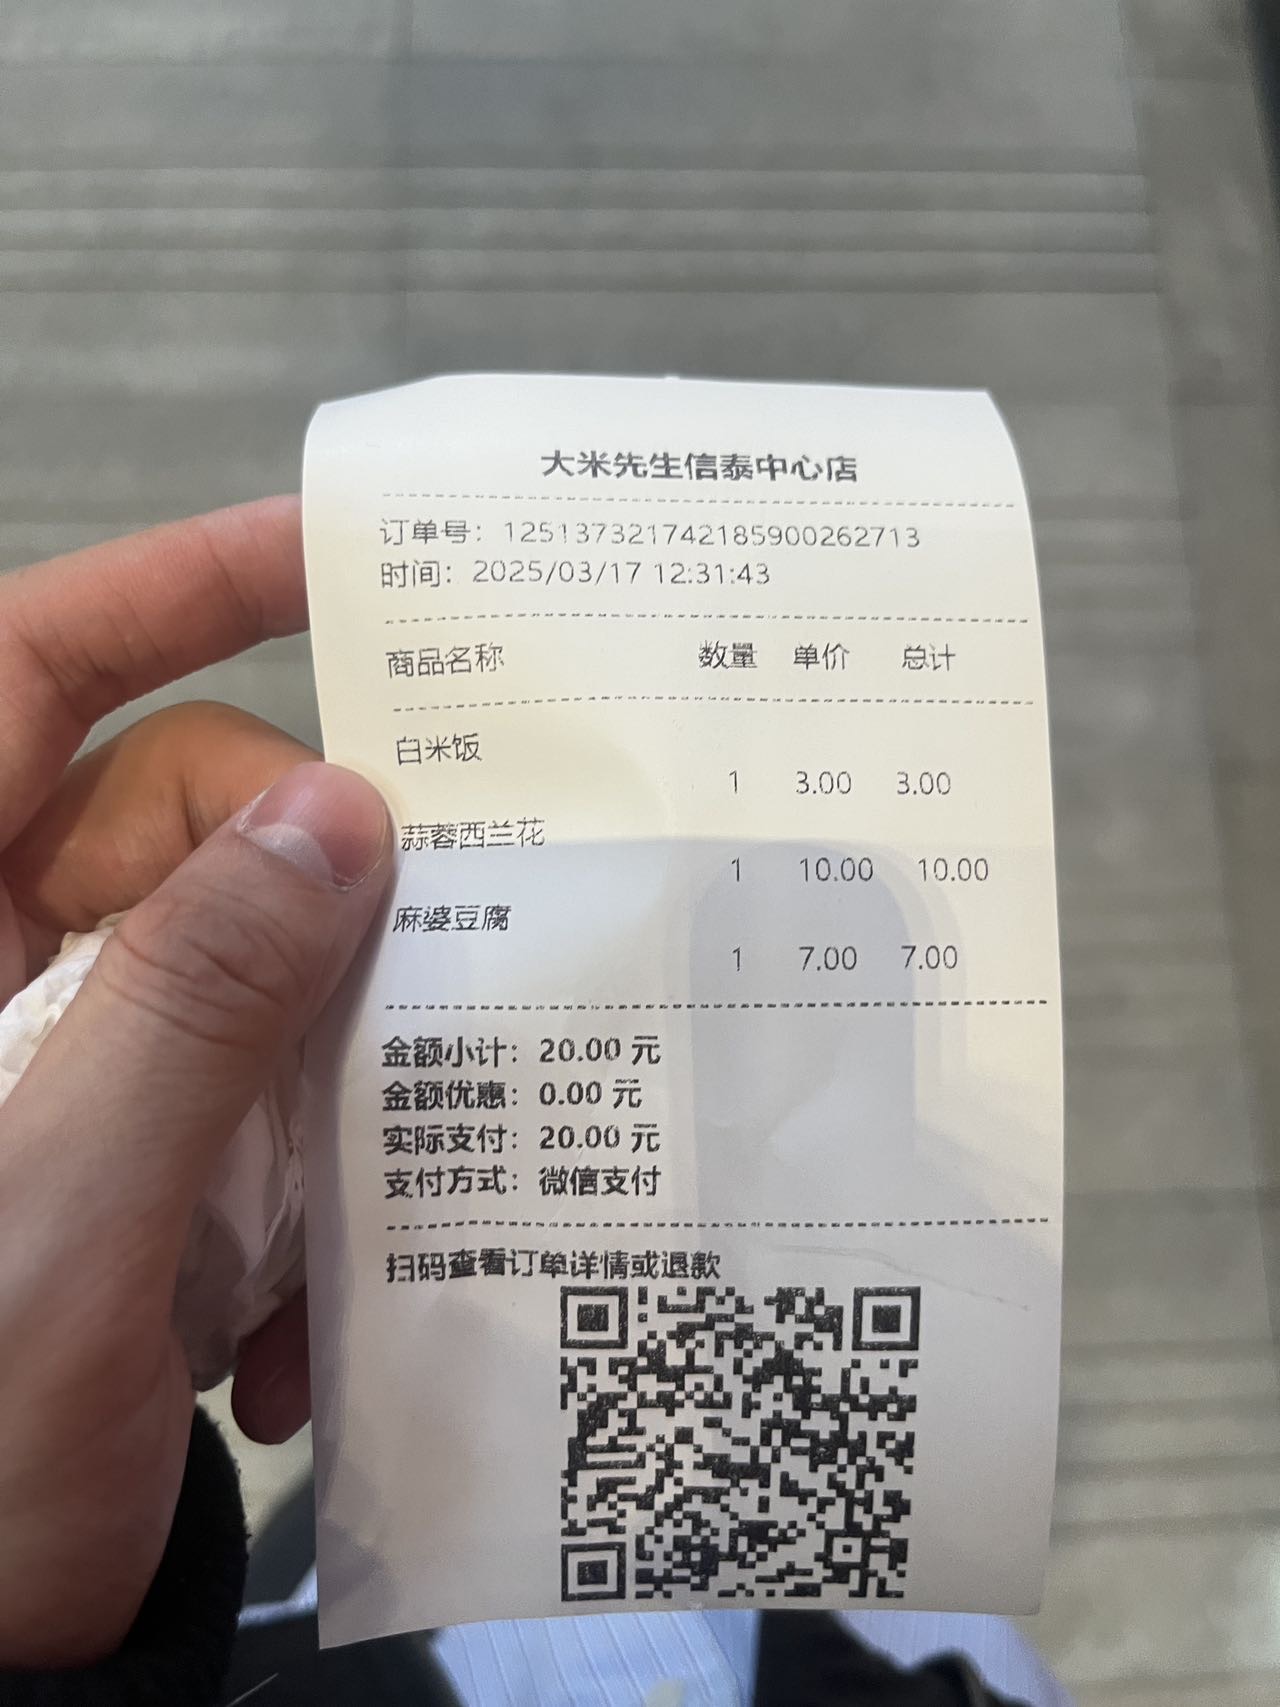 大米先生信泰中心店
订单号：1251373217421859002​62713
时间：2025/03/17 12:31:43
商品名称 数量 单价 总计
白米饭
1 3.00 3.00
蒜蓉西兰花
1 10.00 10.00
麻婆豆腐
1 7.00 7.00
金额小计：20.00 元
金额优惠：0.00 元
实际支付：20.00 元
支付方式：微信支付
扫码查看订单详情或退款